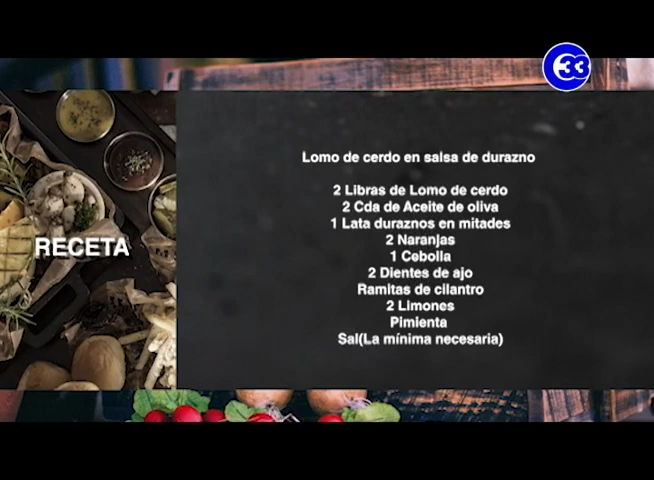 33
Lomo de cerdo en salsa de durazno
2 Libras de Lomo de cerdo
2 Cda de Aceite de oliva
1 Lata duraznos en mitades
2 Naranjas
1 Cebolla
2 Dientes de ajo
Ramitas de cilantro
2 Limones
Pimienta
Sal(La mínima necesaria)
RECETA